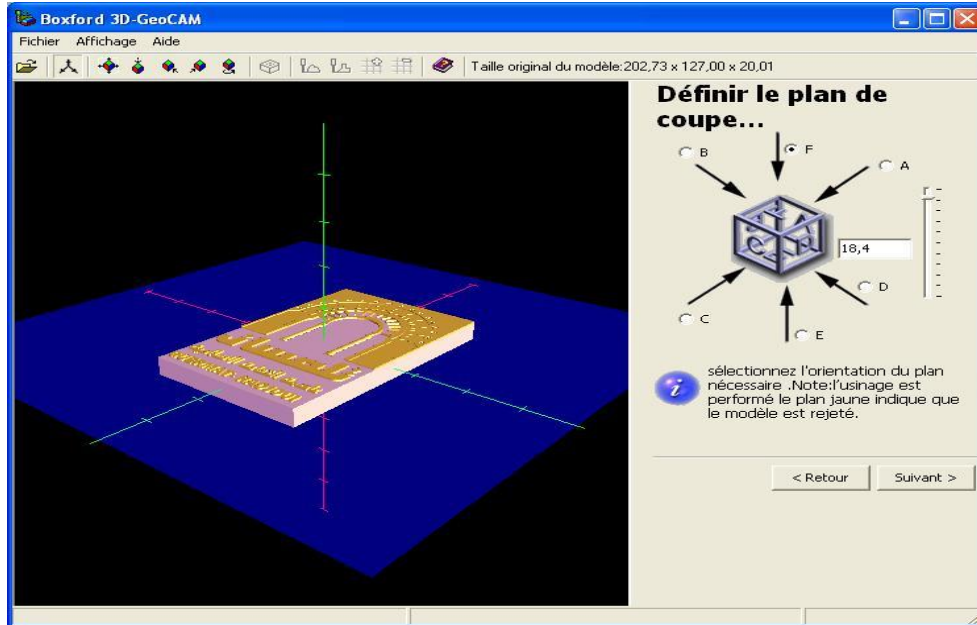 Boxford 3D-GeoCAM
Fichier Affichage Aide
Taille original du modèle:202,73 x 127,00 x 20,01
Définir le plan de
coupe...
B
F
A
18,4
D
C
E
sélectionnez l'orientation du plan
nécessaire .Note:l'usinage est
performé le plan jaune indique que
le modèle est rejeté.
< Retour Suivant >